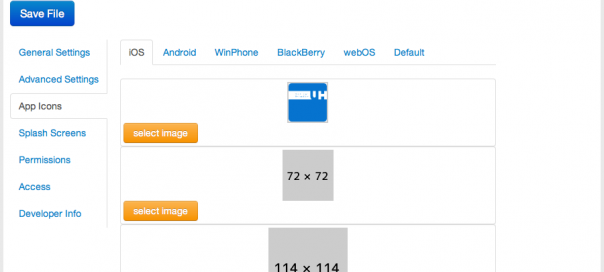 Save File
General Settings
Advanced Settings
App Icons
Splash Screens
Permissions
Access
Developer Info
iOS Android WinPhone BlackBerry webOS Default
select image
72 × 72
select image
114 × 114